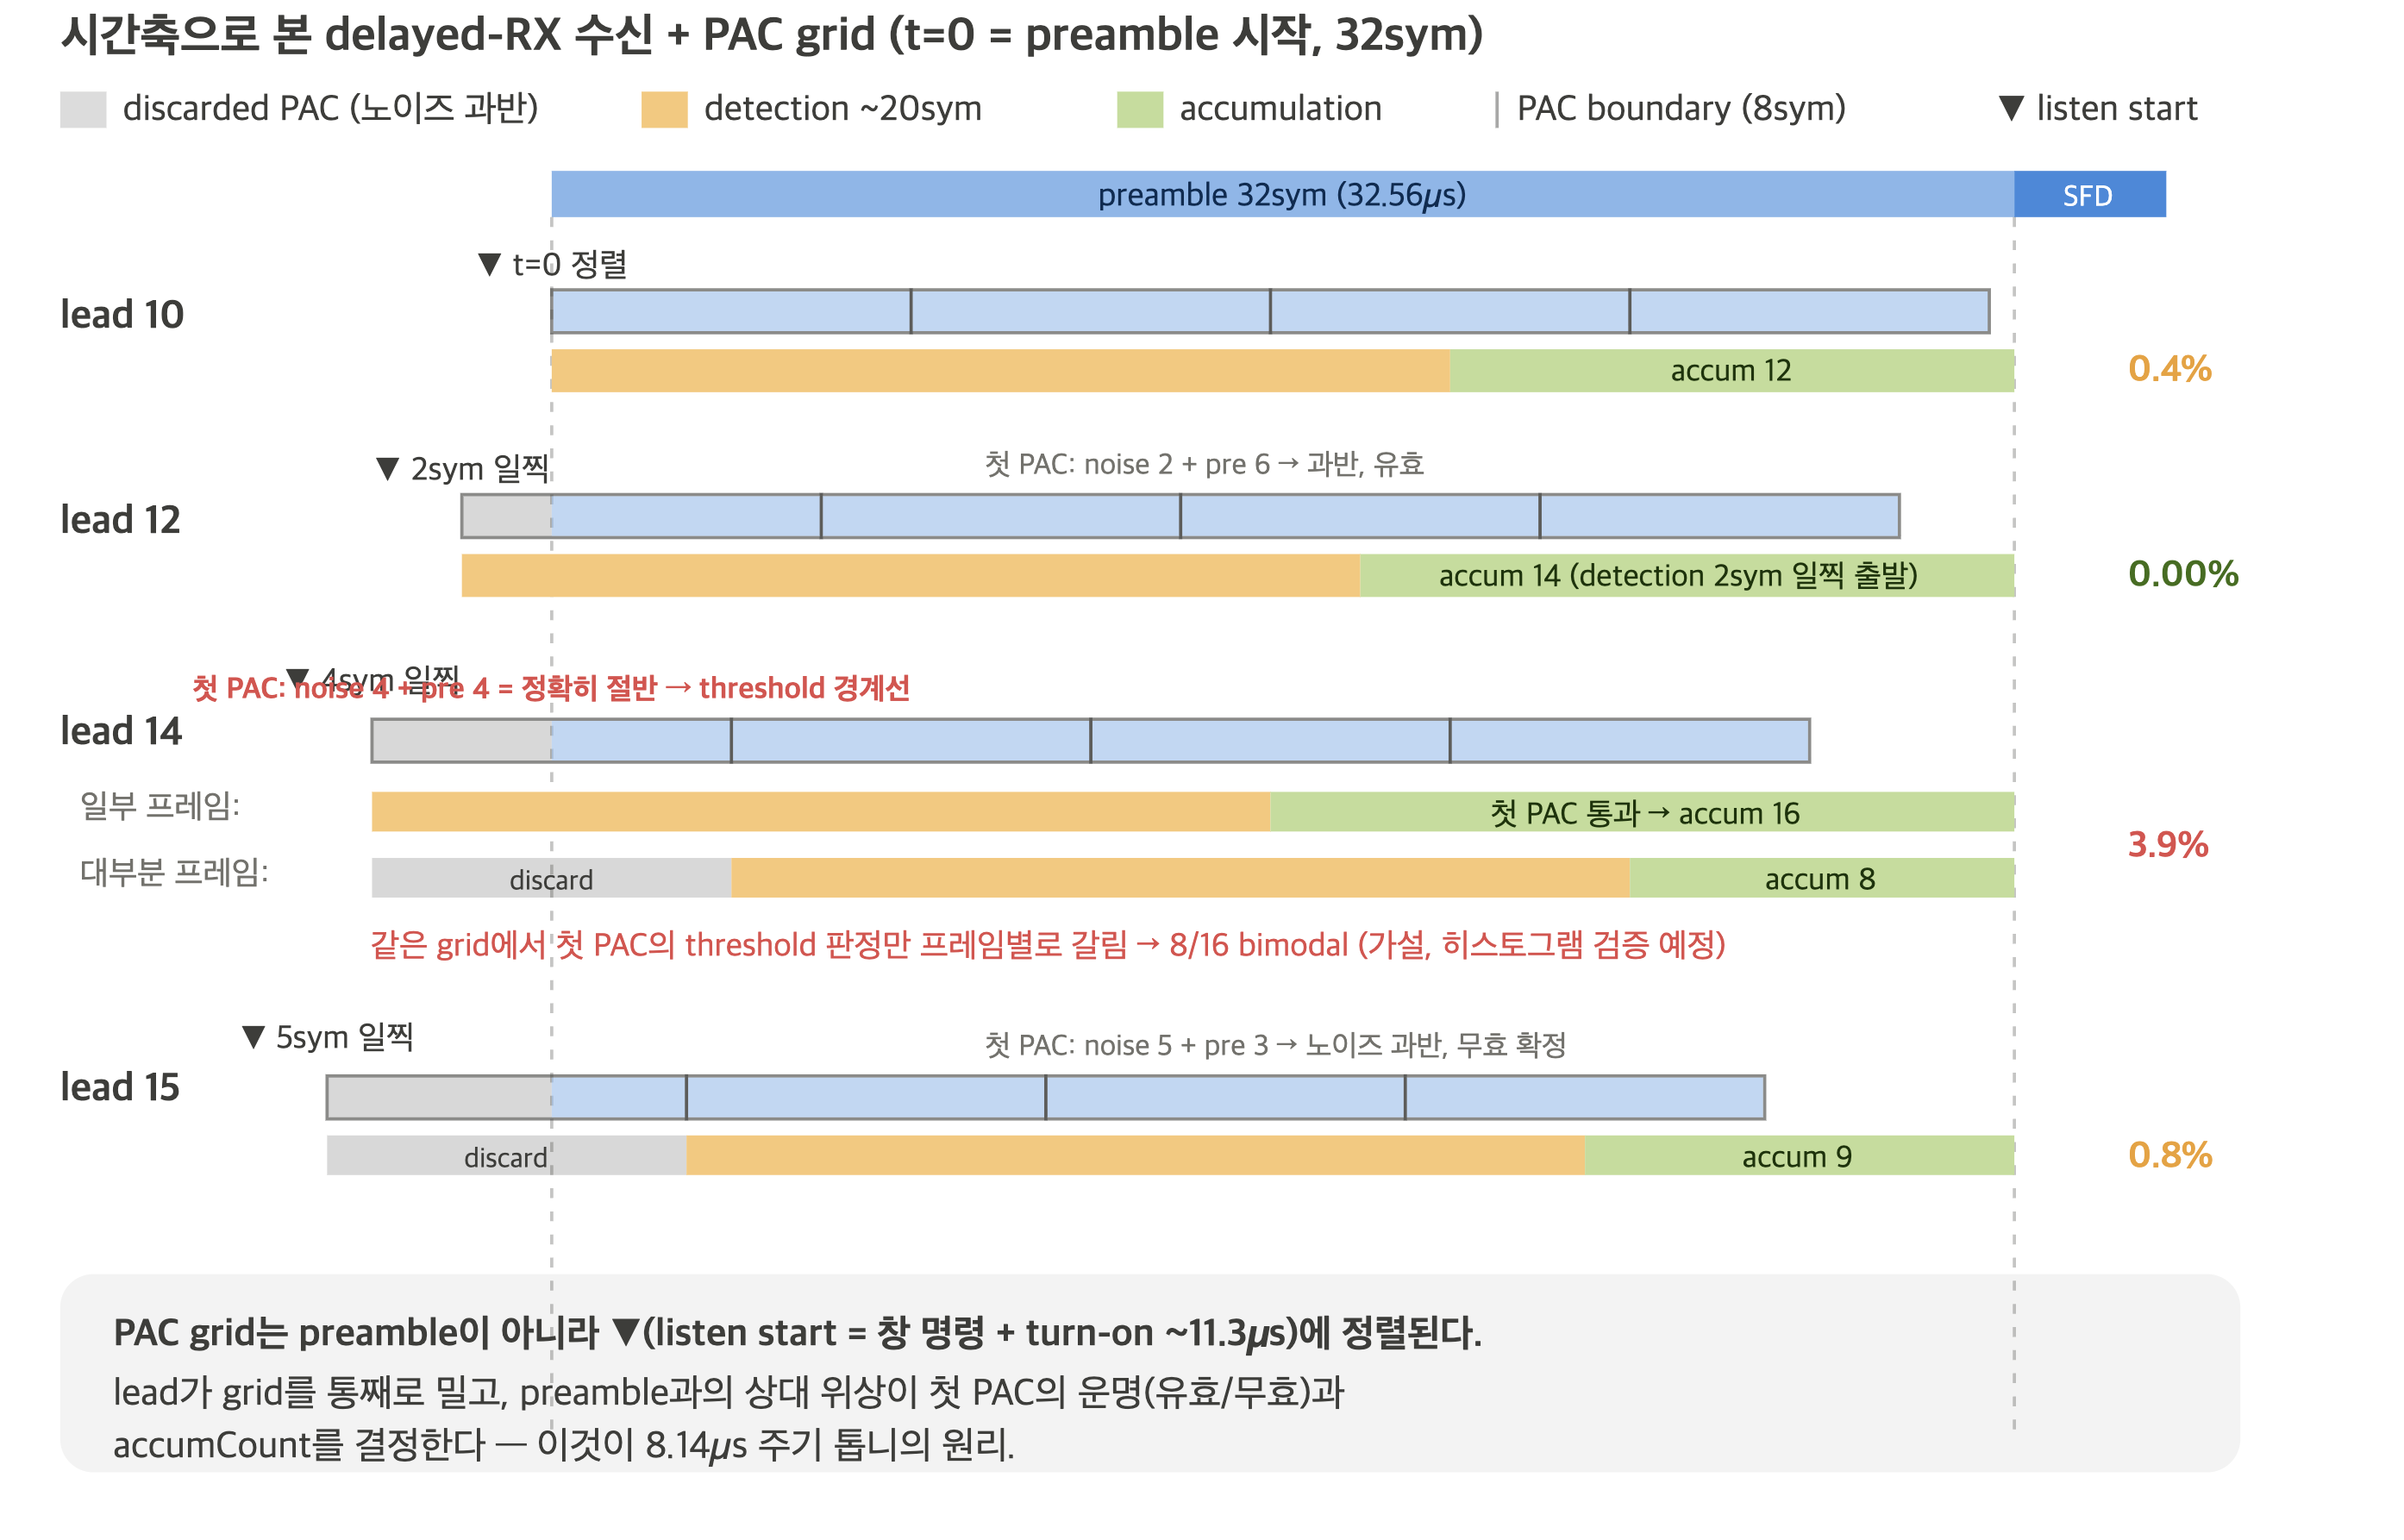 시간축으로 본 delayed-RX 수신 + PAC grid (t=0 = preamble 시작, 32sym)
discarded PAC (노이즈 과반)
detection ~20sym
accumulation
PAC boundary (8sym)
▼ listen start
preamble 32sym (32.56μs)
SFD
▼ t=0 정렬
lead 10
accum 12
0.4%
▼ 2sym 일찍
첫 PAC: noise 2 + pre 6 → 과반, 유효
lead 12
accum 14 (detection 2sym 일찍 출발)
0.00%
▼ 4sym 일찍
첫 PAC: noise 4 + pre 4 = 정확히 절반 → threshold 경계선
lead 14
일부 프레임:
첫 PAC 통과 → accum 16
3.9%
대부분 프레임:
discard
accum 8
같은 grid에서 첫 PAC의 threshold 판정만 프레임별로 갈림 → 8/16 bimodal (가설, 히스토그램 검증 예정)
▼ 5sym 일찍
첫 PAC: noise 5 + pre 3 → 노이즈 과반, 무효 확정
lead 15
discard
accum 9
0.8%
PAC grid는 preamble이 아니라 ▼(listen start = 창 명령 + turn-on ~11.3μs)에 정렬된다.
lead가 grid를 통째로 밀고, preamble과의 상대 위상이 첫 PAC의 운명(유효/무효)과
accumCount를 결정한다 — 이것이 8.14μs 주기 톱니의 원리.